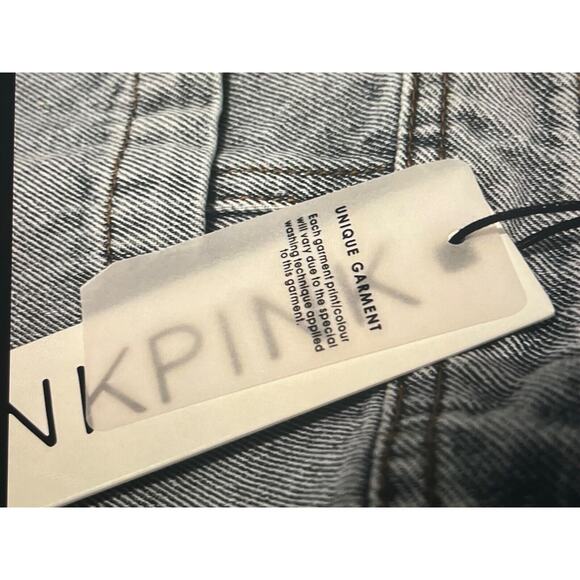 UNIQUE GARMENT
Each garment print/colour
will vary due to the special
washing technique applied
to this garment.
NKPINK